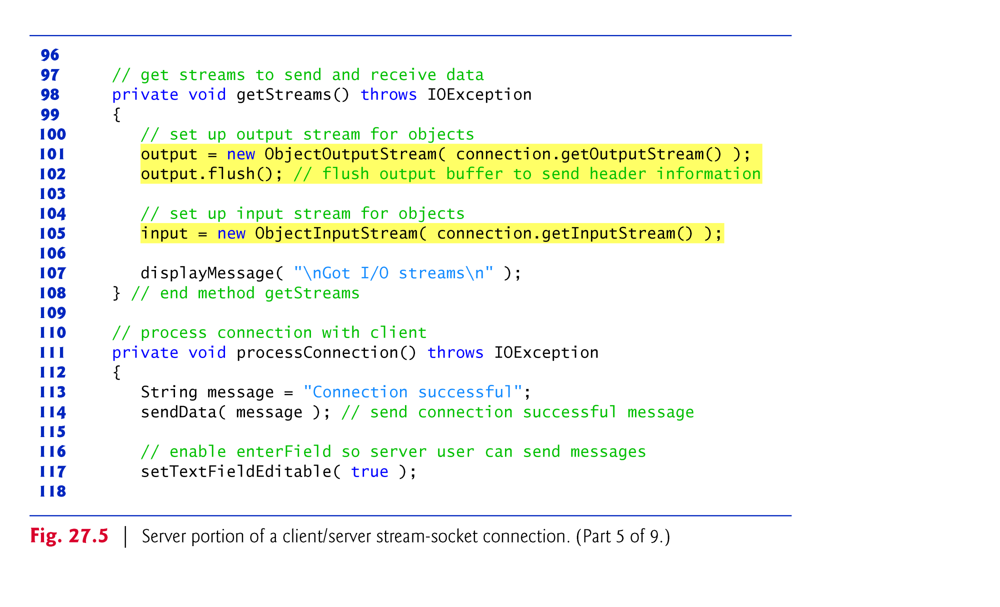 96
97 // get streams to send and receive data
98 private void getStreams() throws IOException
99 {
100 // set up output stream for objects
101 output = new ObjectOutputStream( connection.getOutputStream() );
102 output.flush(); // flush output buffer to send header information
103
104 // set up input stream for objects
105 input = new ObjectInputStream( connection.getInputStream() );
106
107 displayMessage( "\nGot I/O streams\n" );
108 } // end method getStreams
109
110 // process connection with client
111 private void processConnection() throws IOException
112 {
113 String message = "Connection successful";
114 sendData( message ); // send connection successful message
115
116 // enable enterField so server user can send messages
117 setTextFieldEditable( true );
118
Fig. 27.5 | Server portion of a client/server stream-socket connection. (Part 5 of 9.)